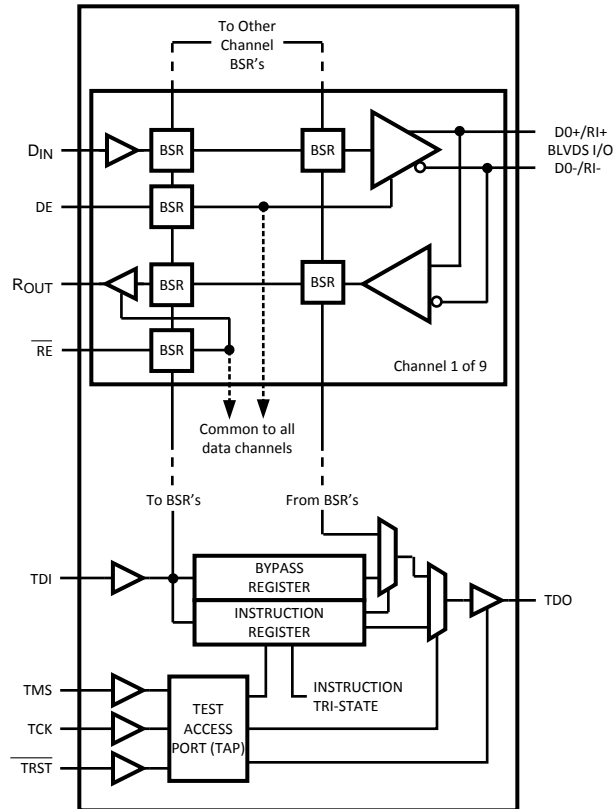 To Other
Channel
BSR's
D0+/RI+
BLVDS I/O
D0-/RI-
DIN
BSR
BSR
DE
BSR
ROUT
BSR
BSR
RE
BSR
Channel 1 of 9
Common to all
data channels
To BSR's
From BSR's
TDI
BYPASS
REGISTER
INSTRUCTION
REGISTER
TDO
TMS
TCK
TRST
TEST
ACCESS
PORT (TAP)
INSTRUCTION
TRI-STATE